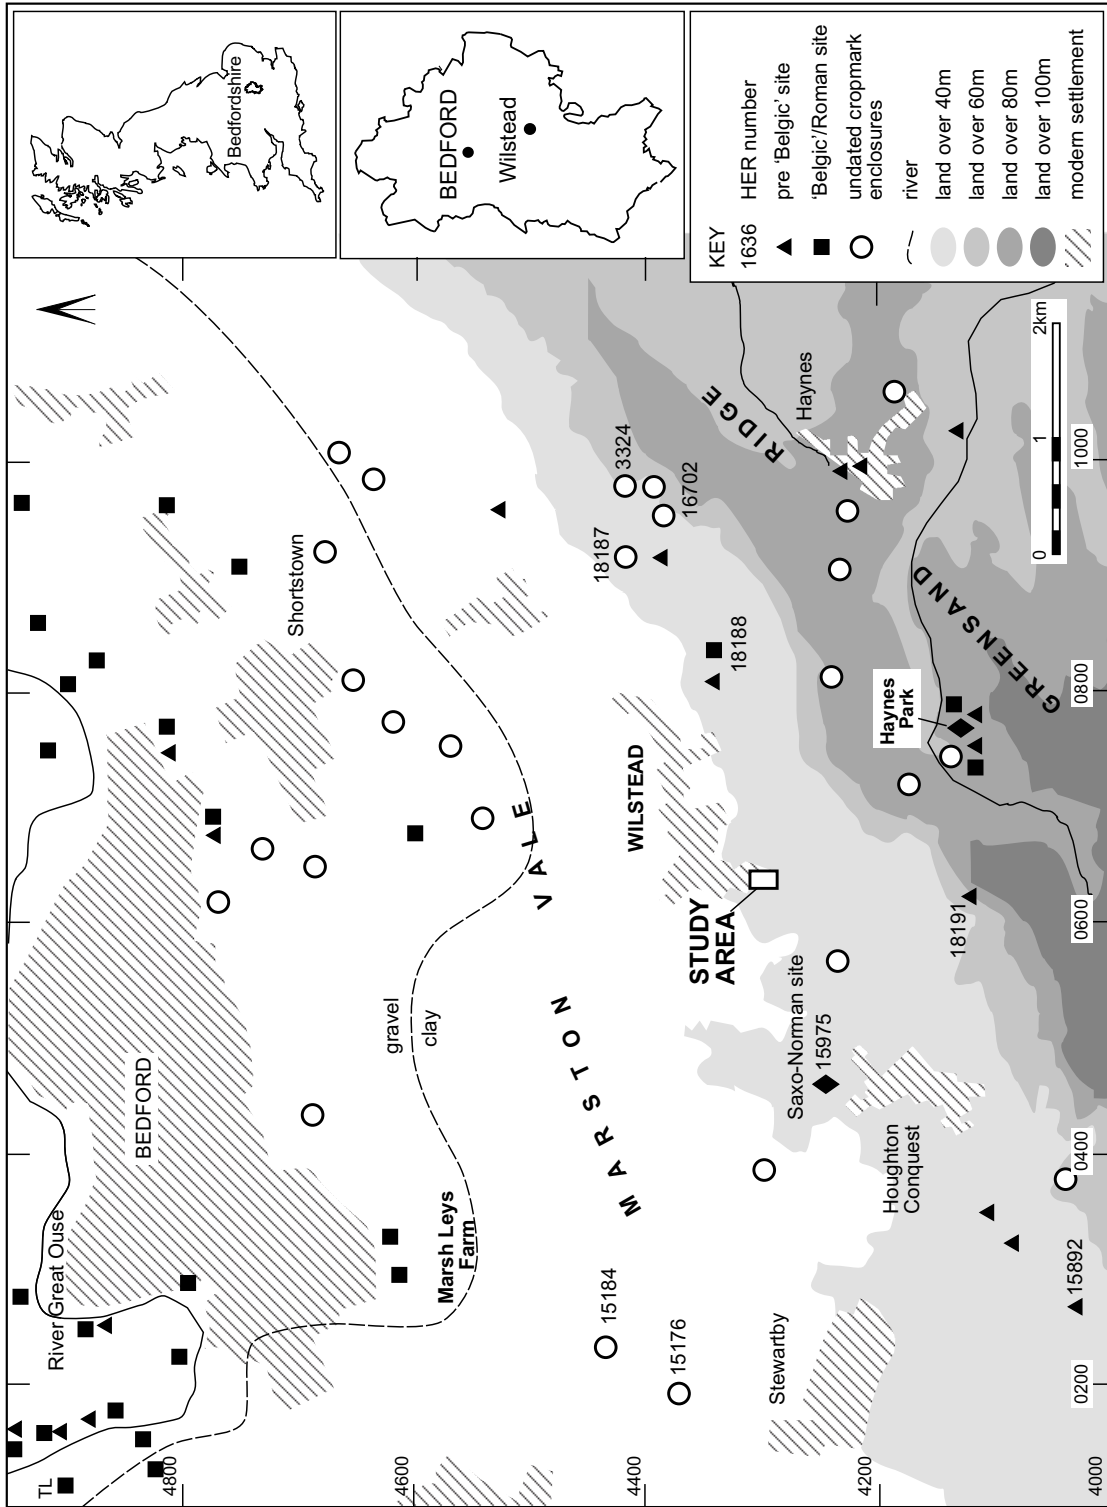 TL
River Great Ouse
BEDFORD
Shortstown
gravel
clay
Marsh Leys
Farm
MARSTON VALE
WILSTEAD
STUDY
AREA
15184
15176
Stewartby
Saxo-Norman site
15975
Houghton
Conquest
15892
18191
18188
18187
3324
16702
Haynes
Haynes
Park
GREENSAND RIDGE
4800
4600
4400
4200
4000
0200
0400
0600
0800
1000
0 1 2km
Bedfordshire
BEDFORD
Wilstead
KEY
1636 HER number
pre 'Belgic' site
'Belgic'/Roman site
undated cropmark
enclosures
river
land over 40m
land over 60m
land over 80m
land over 100m
modern settlement